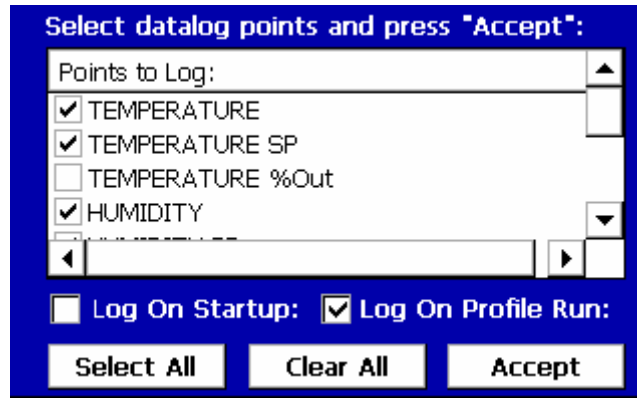 Select datalog points and press "Accept":
Points to Log:
TEMPERATURE
TEMPERATURE SP
TEMPERATURE %Out
HUMIDITY
Log On Startup: Log On Profile Run:
Select All Clear All Accept